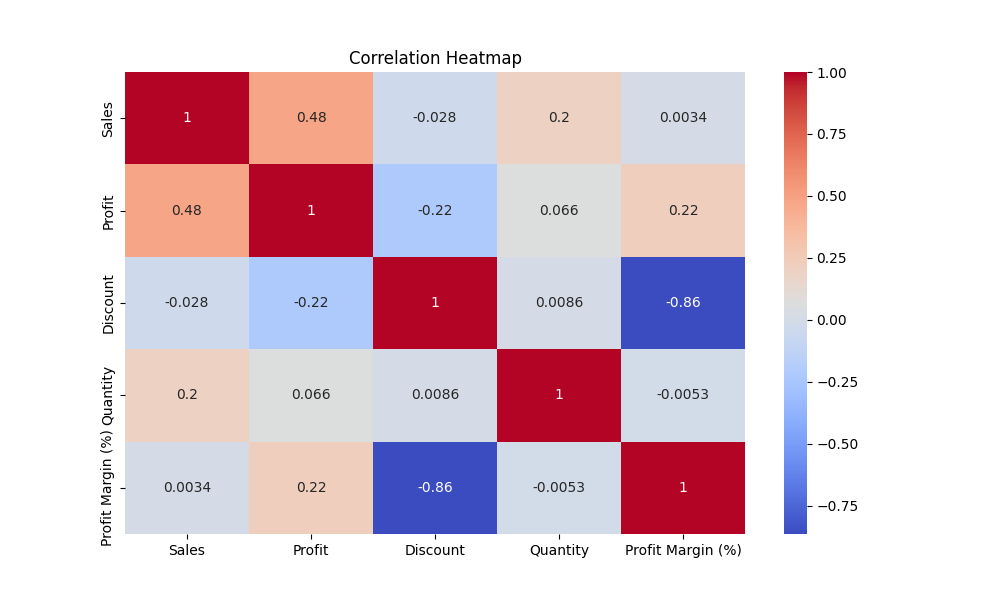 Correlation Heatmap
Sales 1 0.48 -0.028 0.2 0.0034
Profit 0.48 1 -0.22 0.066 0.22
Discount -0.028 -0.22 1 0.0086 -0.86
Quantity 0.2 0.066 0.0086 1 -0.0053
Profit Margin (%) 0.0034 0.22 -0.86 -0.0053 1
Sales Profit Discount Quantity Profit Margin (%)
1.00
0.75
0.50
0.25
0.00
−0.25
−0.50
−0.75